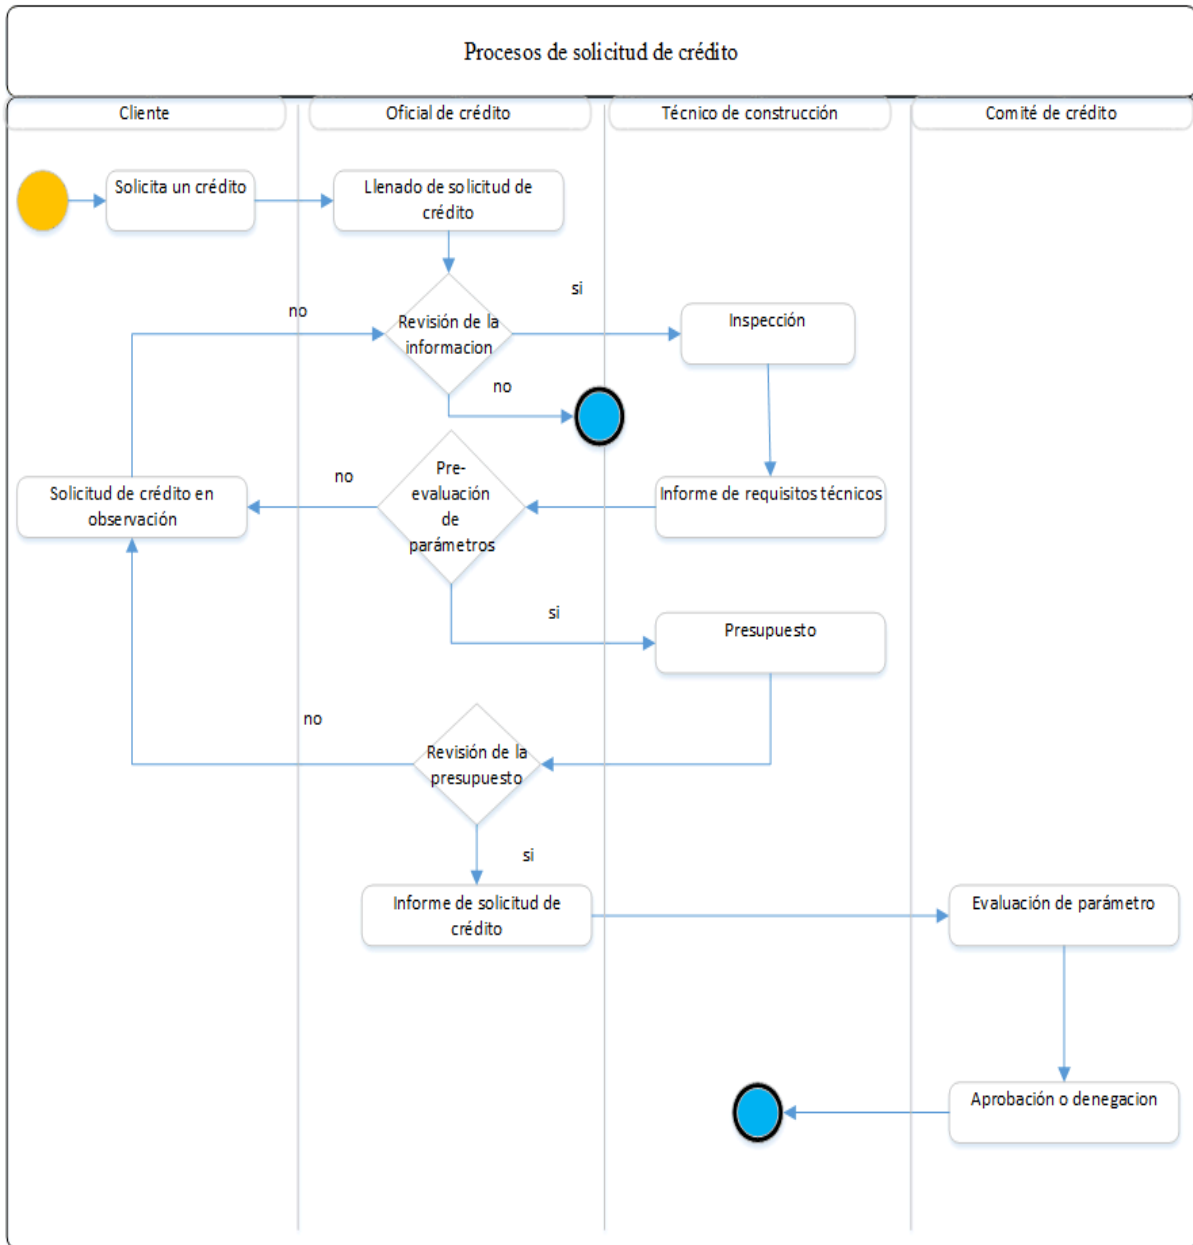 Procesos de solicitud de crédito
Cliente
Oficial de crédito
Técnico de construcción
Comité de crédito
Solicita un crédito
Llenado de solicitud de
crédito
no
si
Revisión de la
informacion
Inspección
no
Pre-
evaluación
de
parámetros
no
Solicitud de crédito en
observación
Informe de requisitos técnicos
si
Presupuesto
no
Revisión de la
presupuesto
si
Informe de solicitud de
crédito
Evaluación de parámetro
Aprobación o denegacion